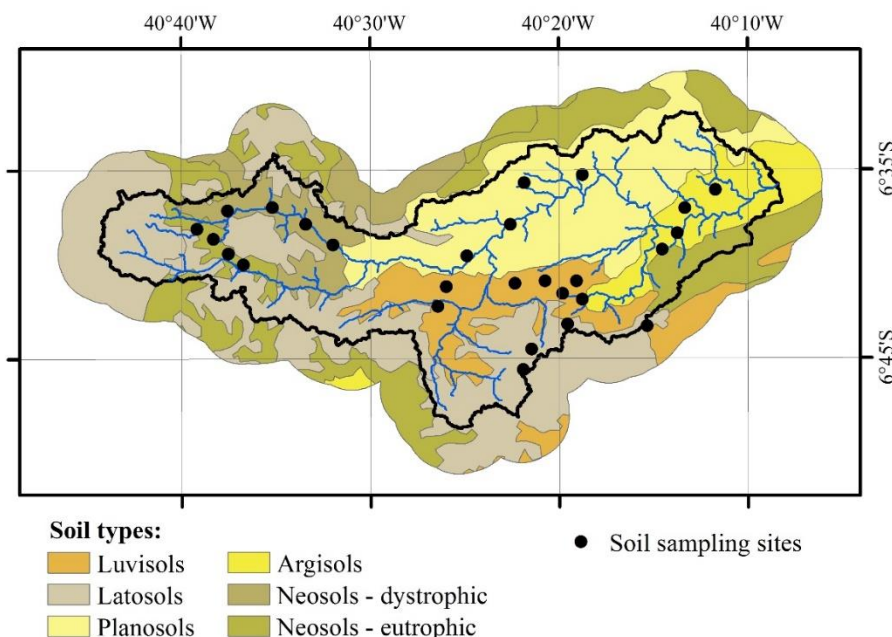 40°40'W 40°30'W 40°20'W 40°10'W
6°35'S
6°45'S
Soil types:
Luvisols
Latosols
Planosols
Argisols
Neosols - dystrophic
Neosols - eutrophic
Soil sampling sites